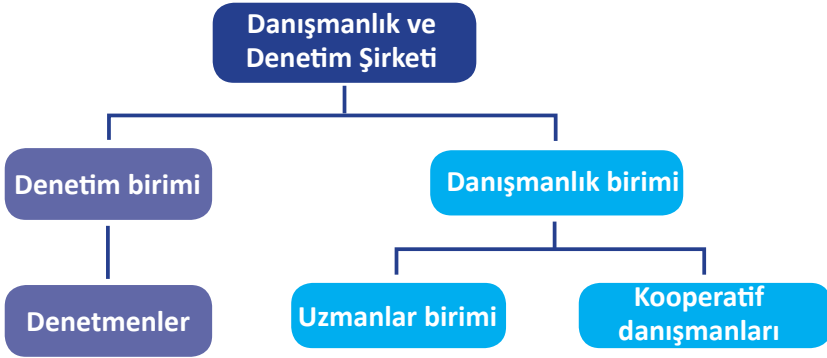 Danışmanlık ve
Denetim Şirketi
Denetim birimi
Danışmanlık birimi
Denetmenler
Uzmanlar birimi
Kooperatif
danışmanları